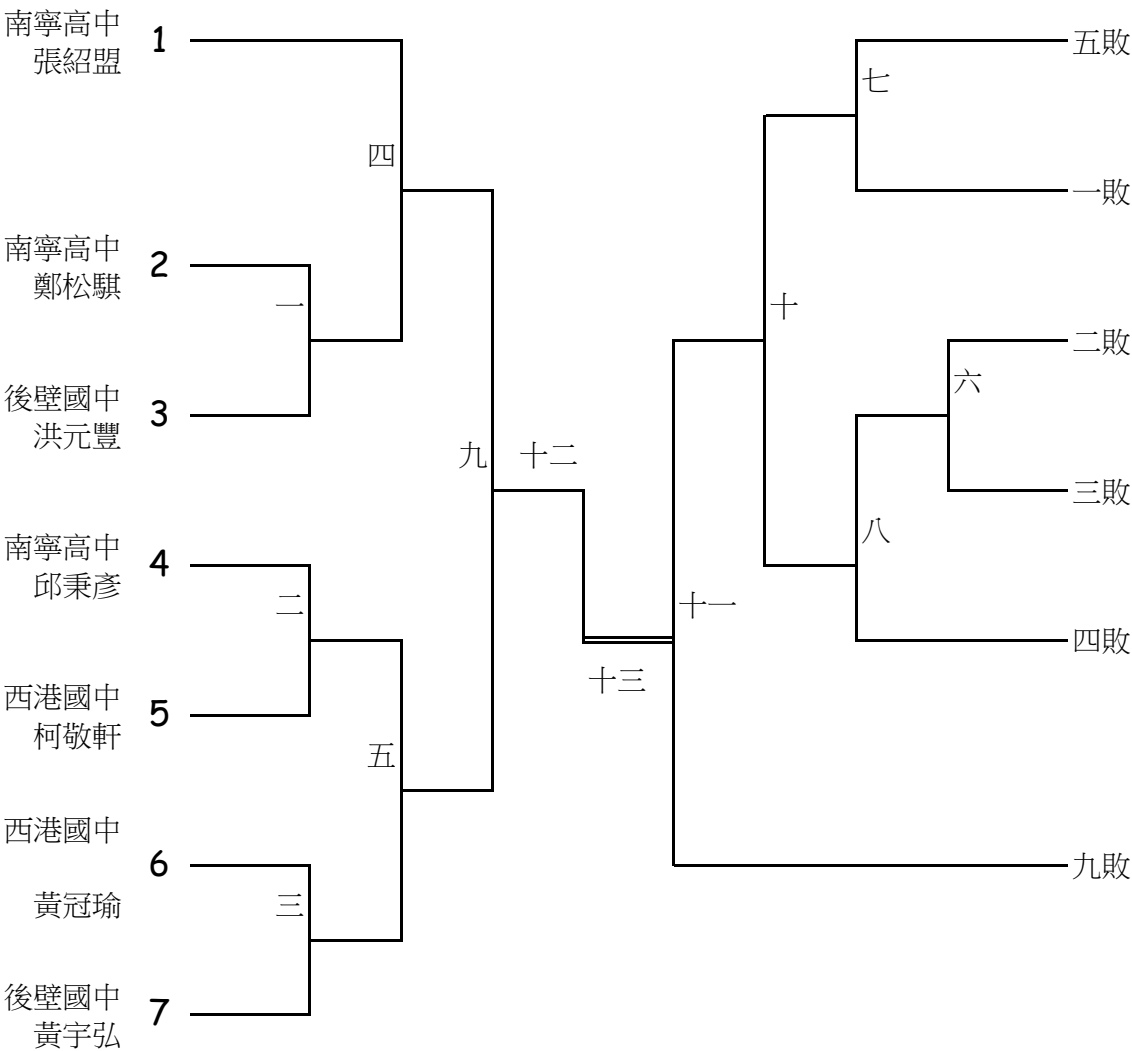 南寧高中
張紹盟
1
四
南寧高中
鄭松騏
2
一
後壁國中
洪元豐
3
九
十二
南寧高中
邱秉彥
4
二
西港國中
柯敬軒
5
五
西港國中
6
黃冠瑜
三
後壁國中
黃宇弘
7
五敗
七
一敗
十
二敗
六
三敗
八
十一
四敗
十三
九敗